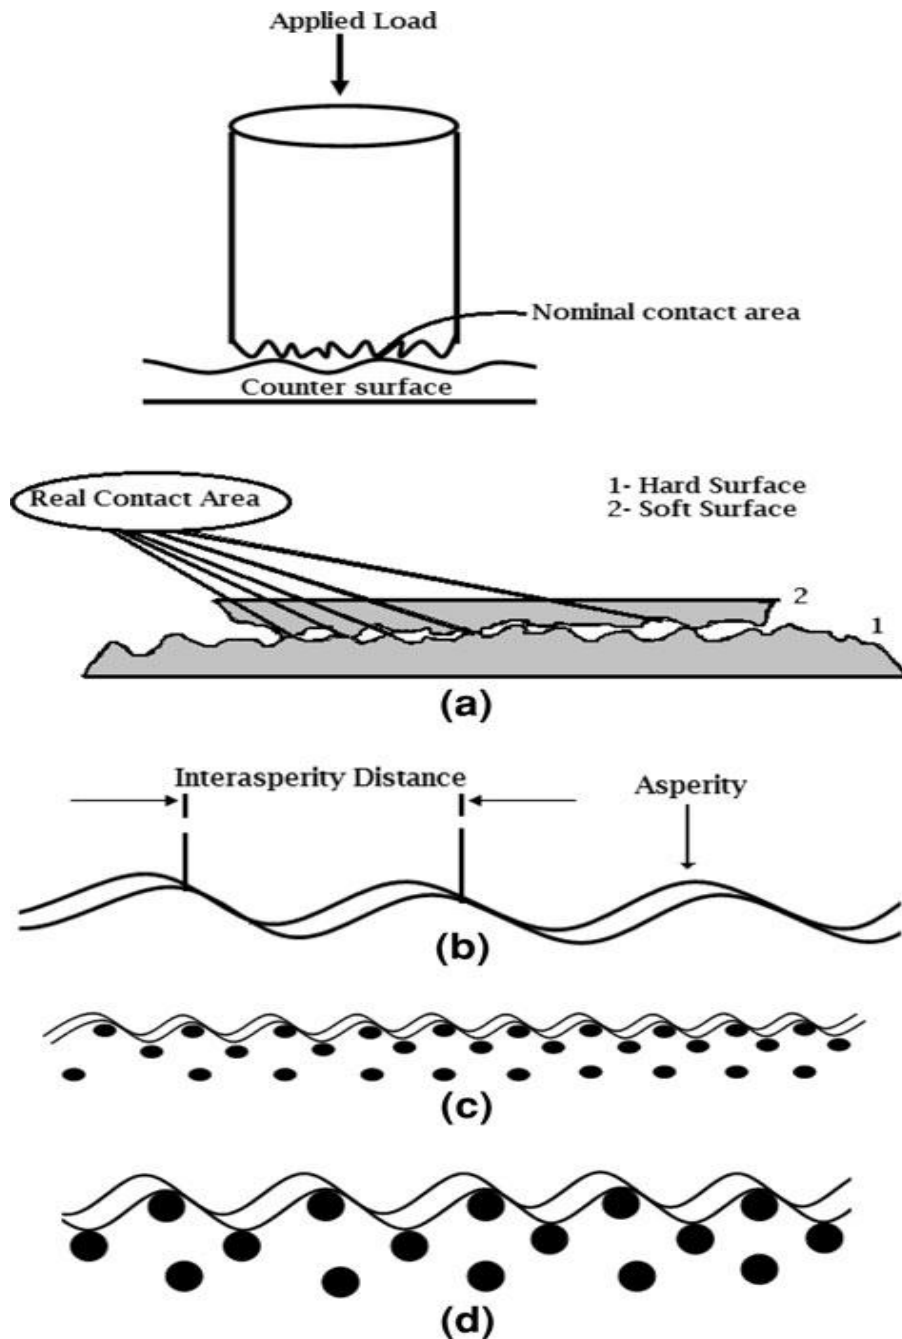 Applied Load
Nominal contact area
Counter surface
Real Contact Area
1- Hard Surface
2- Soft Surface
2
1
(a)
Interasperity Distance
Asperity
(b)
(c)
(d)